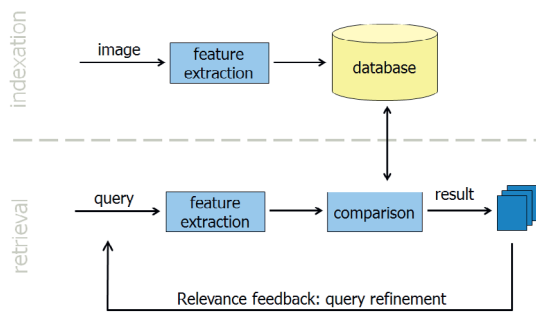 indexation
image
feature
extraction
database
retrieval
query
feature
extraction
comparison
result
Relevance feedback: query refinement